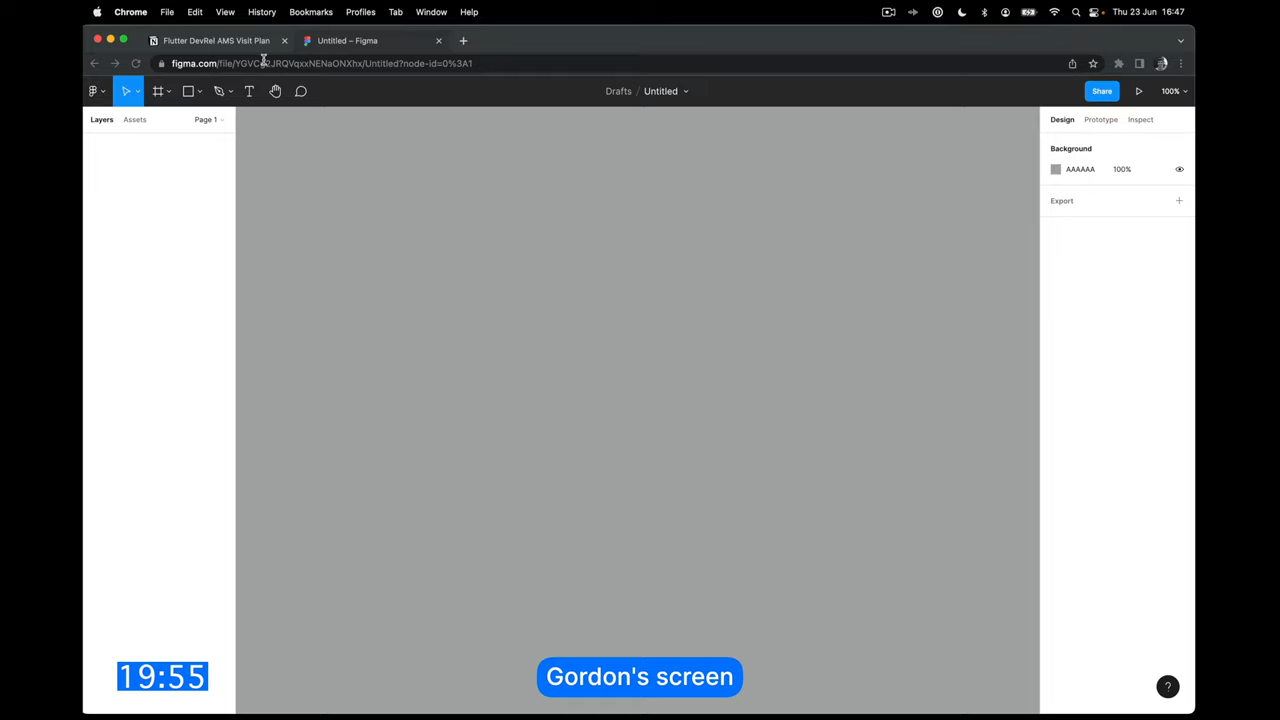 Chrome File Edit View History Bookmarks Profiles Tab Window Help Thu 23 Jun 16:47
Flutter DevRel AMS Visit Plan Untitled – Figma
figma.com/file/YGVC 2JRQVqxxNENaONXhx/Untitled?node-id=0%3A1
Drafts / Untitled Share 100%
Layers Assets Page 1 Design Prototype Inspect
Background
AAAAAA 100%
Export
19:55
Gordon's screen
?